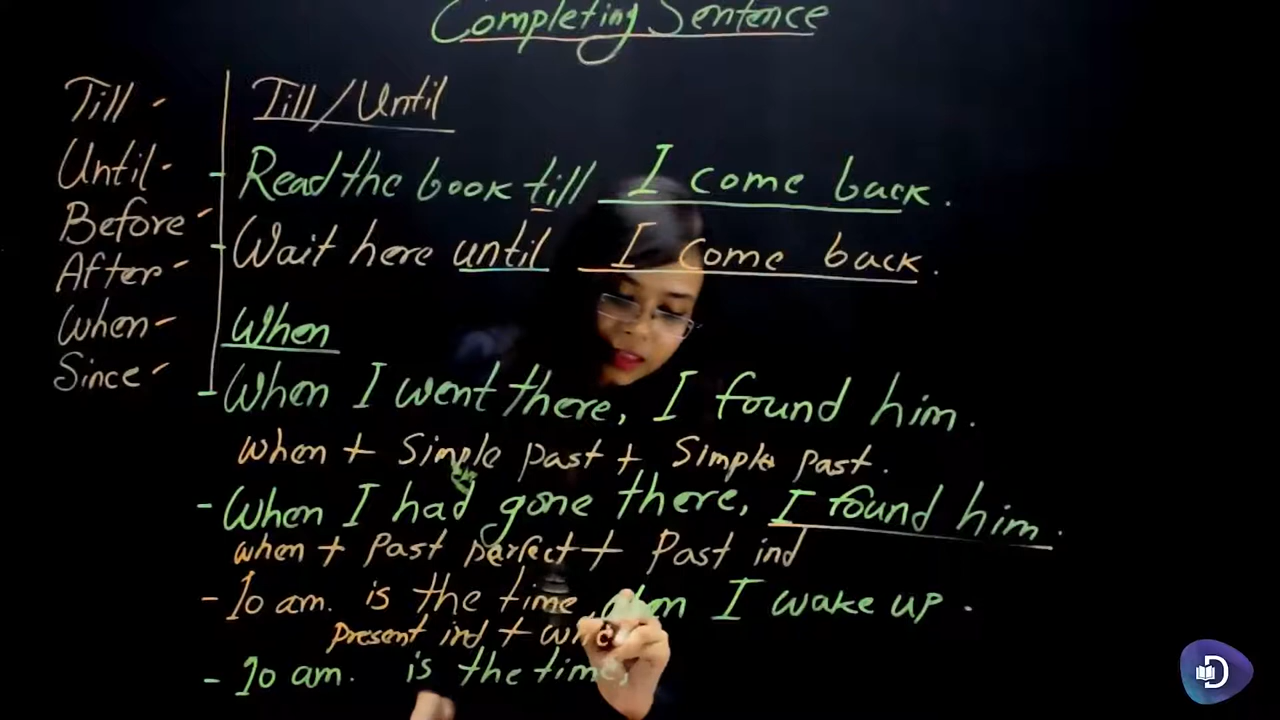 Completing Sentence
Till -
Until -
Before -
After -
When -
Since -
Till/Until
- Read the book till I come back.
- Wait here until I come back.
When
- When I went there, I found him.
when + Simple past + Simple past.
- When I had gone there, I found him.
when + Past perfect + Past ind
- 10 am. is the time, when I wake up.
Present ind +
- 10 am. is the time,